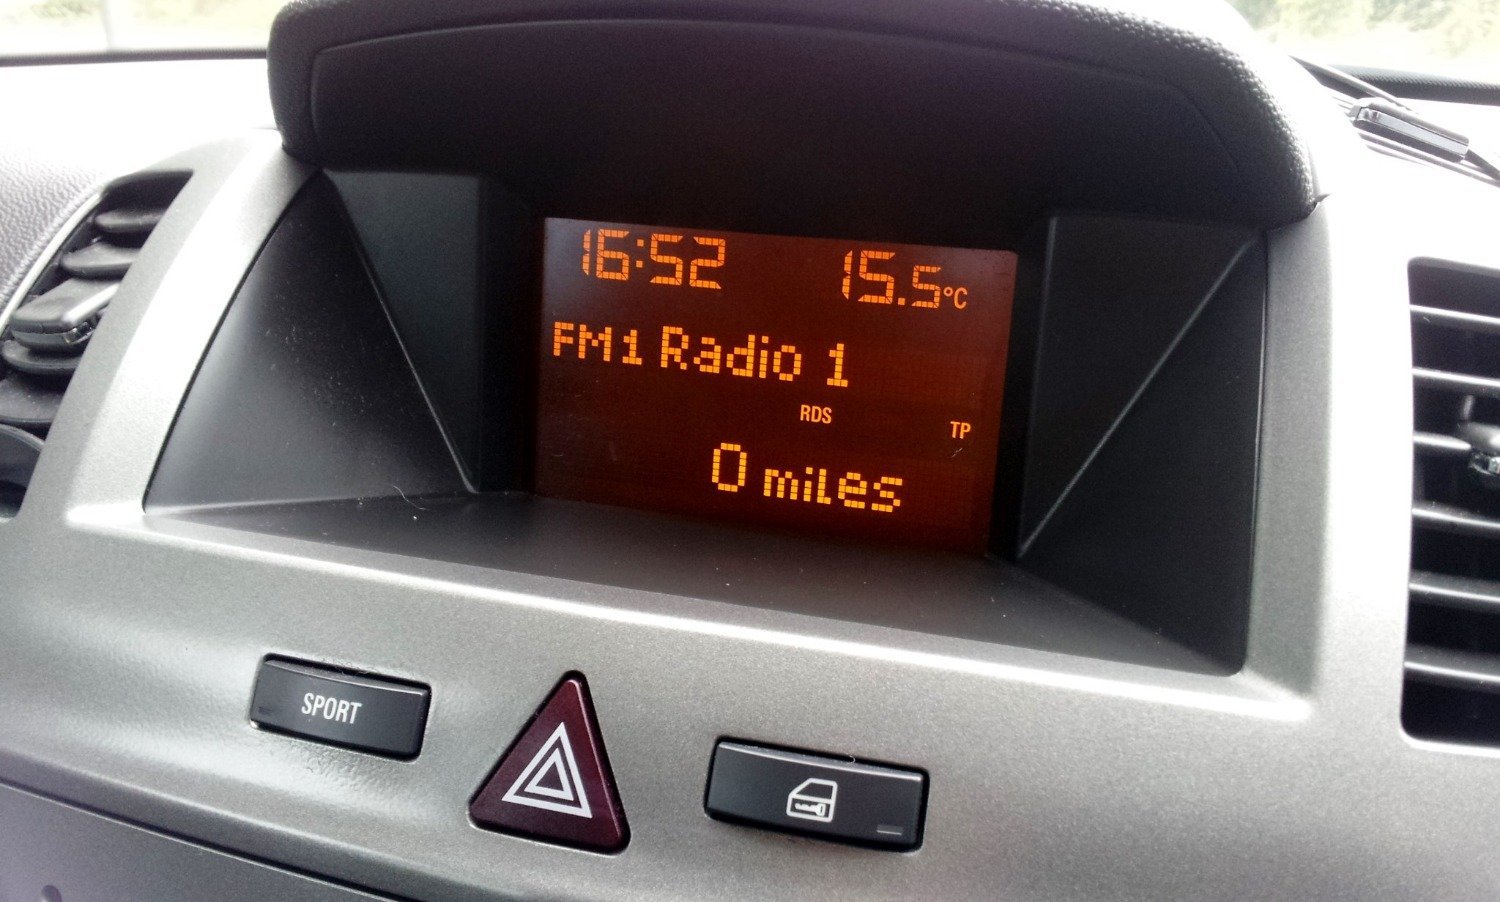 16:52 15.5°C
FM1 Radio 1
RDS TP
0 miles
SPORT